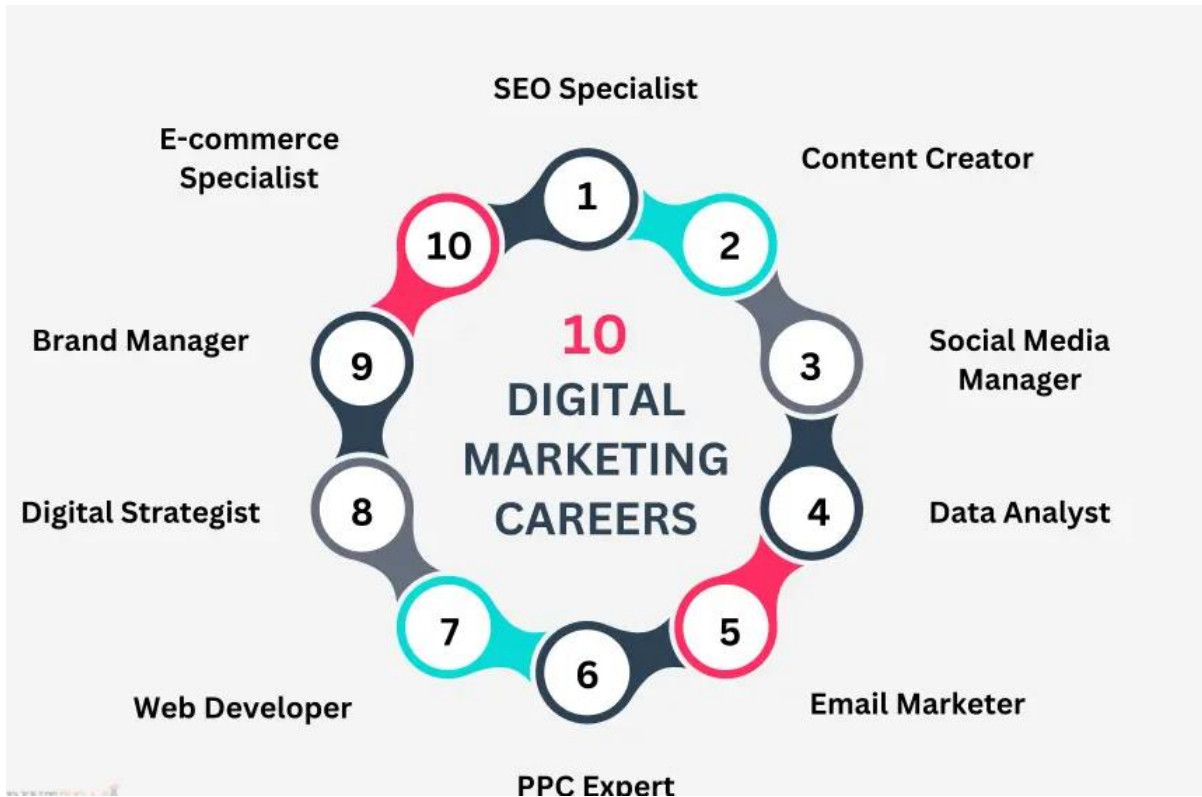 SEO Specialist
1
Content Creator
2
Social Media
Manager
3
Data Analyst
4
Email Marketer
5
PPC Expert
6
Web Developer
7
Digital Strategist
8
Brand Manager
9
E-commerce
Specialist
10
10
DIGITAL
MARKETING
CAREERS